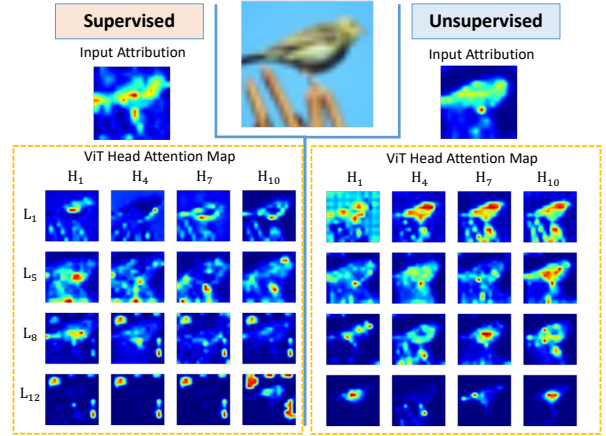 Supervised
Unsupervised
Input Attribution
Input Attribution
ViT Head Attention Map
H₁ H₄ H₇ H₁₀
L₁
L₅
L₈
L₁₂
ViT Head Attention Map
H₁ H₄ H₇ H₁₀